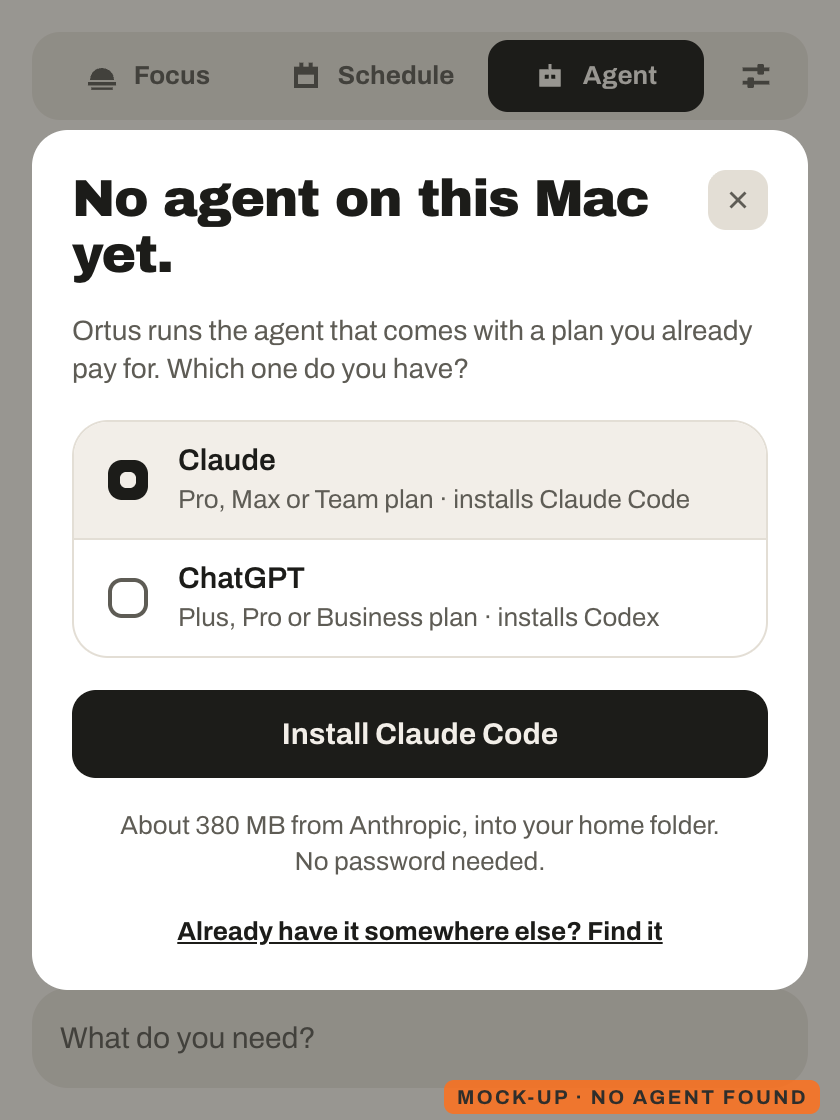 Focus
Schedule
Agent
No agent on this Mac
yet.
Ortus runs the agent that comes with a plan you already
pay for. Which one do you have?
Claude
Pro, Max or Team plan · installs Claude Code
ChatGPT
Plus, Pro or Business plan · installs Codex
Install Claude Code
About 380 MB from Anthropic, into your home folder.
No password needed.
Already have it somewhere else? Find it
What do you need?
MOCK-UP · NO AGENT FOUND